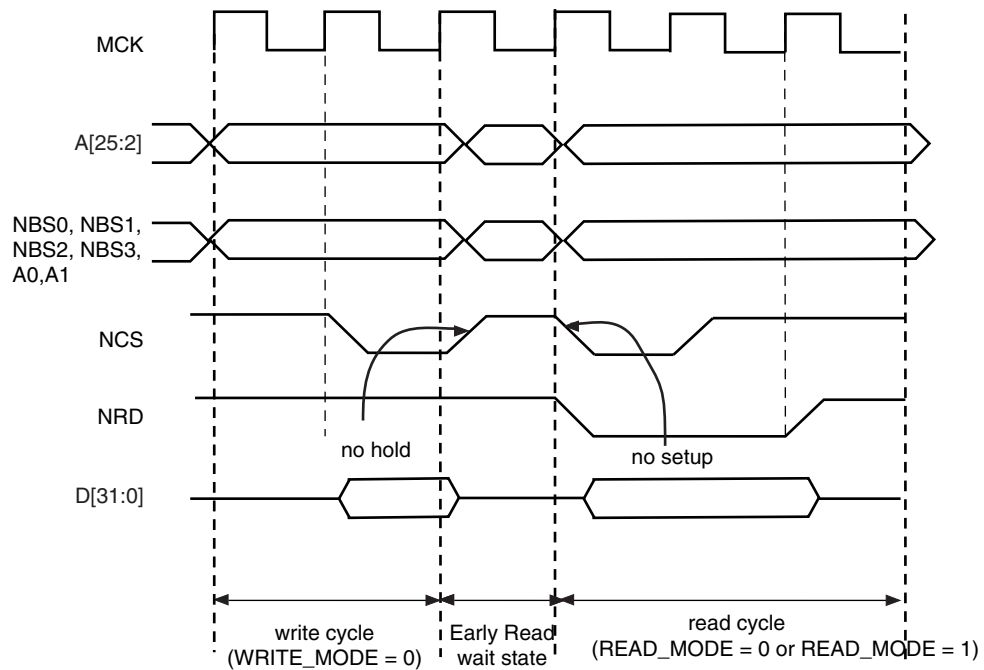 MCK
A[25:2]
NBS0, NBS1,
NBS2, NBS3,
A0,A1
NCS
NRD
no hold
no setup
D[31:0]
write cycle
(WRITE_MODE = 0)
Early Read
wait state
read cycle
(READ_MODE = 0 or READ_MODE = 1)